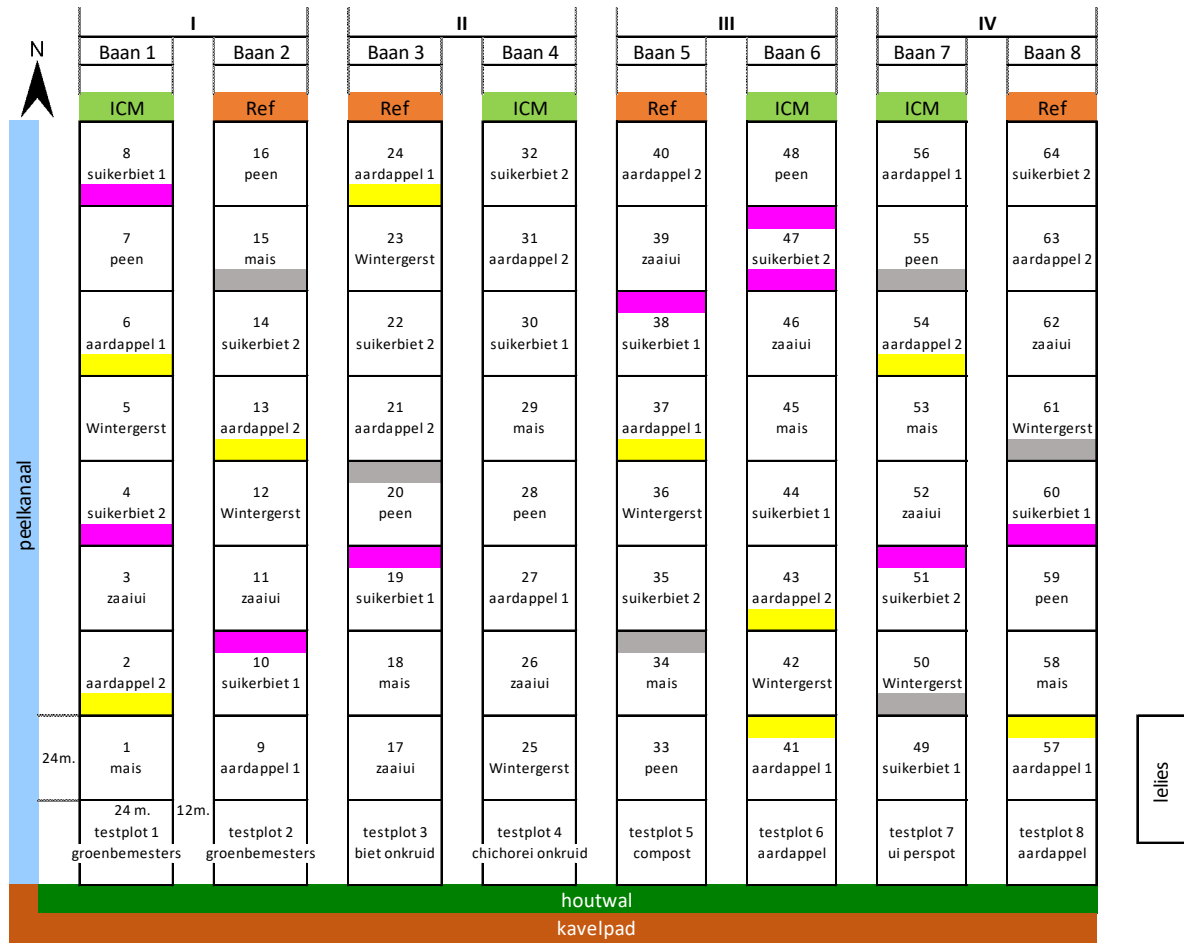 I II III IV
N Baan 1 Baan 2 Baan 3 Baan 4 Baan 5 Baan 6 Baan 7 Baan 8
ICM Ref Ref ICM Ref ICM ICM Ref
8 16 24 32 40 48 56 64
suikerbiet 1 peen aardappel 1 suikerbiet 2 aardappel 2 peen aardappel 1 suikerbiet 2
7 15 23 31 39 47 55 63
peen mais Wintergerst aardappel 2 zaaiui suikerbiet 2 peen aardappel 2
6 14 22 30 38 46 54 62
aardappel 1 suikerbiet 2 suikerbiet 2 suikerbiet 1 suikerbiet 1 zaaiui aardappel 2 zaaiui
5 13 21 29 37 45 53 61
Wintergerst aardappel 2 aardappel 2 mais aardappel 1 mais mais Wintergerst
4 12 20 28 36 44 52 60
suikerbiet 2 Wintergerst peen peen Wintergerst suikerbiet 1 zaaiui suikerbiet 1
peelkanaal
3 11 19 27 35 43 51 59
zaaiui zaaiui suikerbiet 1 aardappel 1 suikerbiet 2 aardappel 2 suikerbiet 2 peen
2 10 18 26 34 42 50 58
aardappel 2 suikerbiet 1 mais zaaiui mais Wintergerst Wintergerst mais
1 9 17 25 33 41 49 57
24m. mais aardappel 1 zaaiui Wintergerst peen aardappel 1 suikerbiet 1 aardappel 1
lelies
24 m. 12m.
testplot 1 testplot 2 testplot 3 testplot 4 testplot 5 testplot 6 testplot 7 testplot 8
groenbemesters groenbemesters biet onkruid chichorei onkruid compost aardappel ui perspot aardappel
houtwal
kavelpad